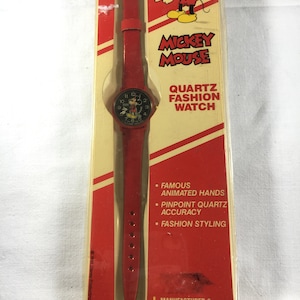 MICKEY
MOUSE
QUARTZ
FASHION
WATCH
• FAMOUS
ANIMATED HANDS
• PINPOINT QUARTZ
ACCURACY
• FASHION STYLING